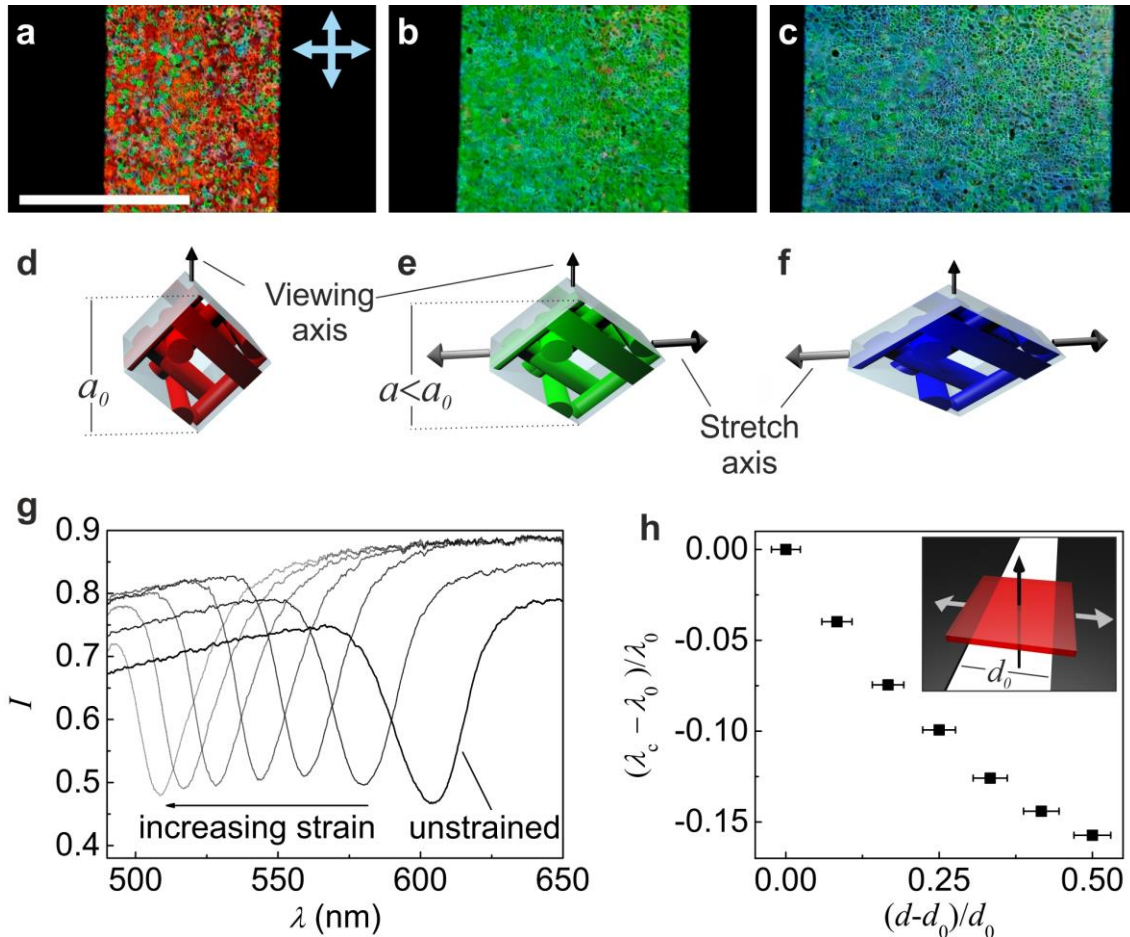 a
b
c
d
e
f
Viewing
axis
a₀
a<a₀
Stretch
axis
g
0.9
0.8
0.7
0.6
0.5
0.4
I
increasing strain
unstrained
500
550
600
650
λ (nm)
h
0.00
-0.05
-0.10
-0.15
(λc – λ₀)/λ₀
d₀
0.00
0.25
0.50
(d-d₀)/d₀